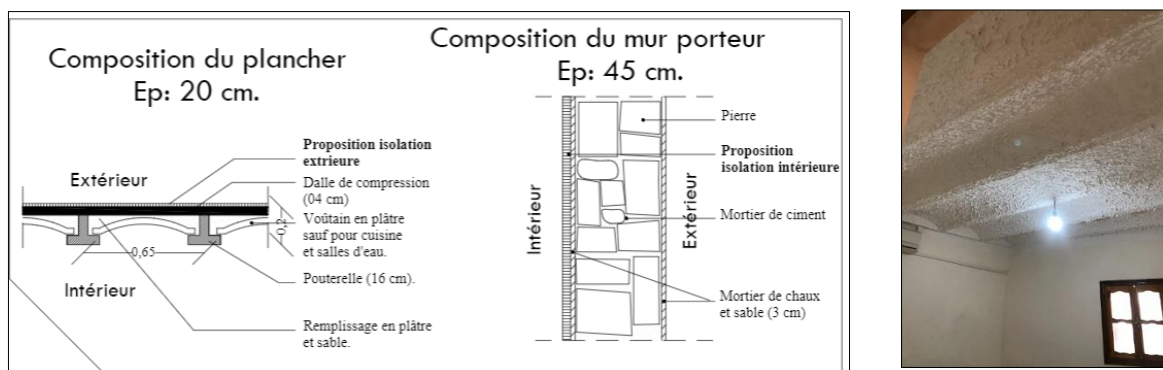 Composition du plancher
Ep: 20 cm.
Proposition isolation
extrieure
Extérieur
Dalle de compression
(04 cm)
Voûtain en plâtre
sauf pour cuisine
et salles d'eau.
0,2
0,65
Pouterelle (16 cm).
Intérieur
Remplissage en plâtre
et sable.
Composition du mur porteur
Ep: 45 cm.
Pierre
Proposition
isolation intérieure
Intérieur
Extérieur
Mortier de ciment
Mortier de chaux
et sable (3 cm)